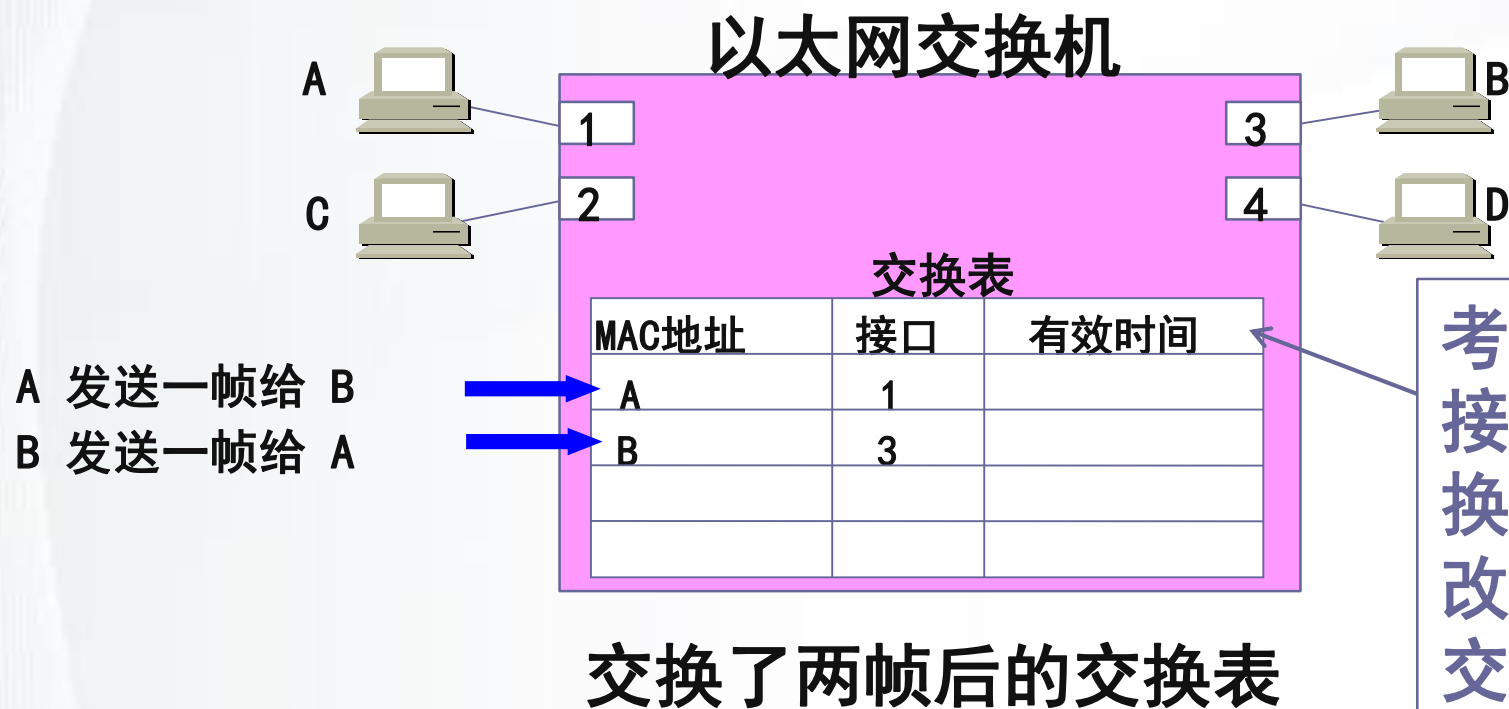 以太网交换机
A
B
1
3
C
D
2
4
交换表
MAC地址 接口 有效时间
A 发送一帧给 B
A 1
B 发送一帧给 A
B 3
考
接
换
改
交
交换了两帧后的交换表